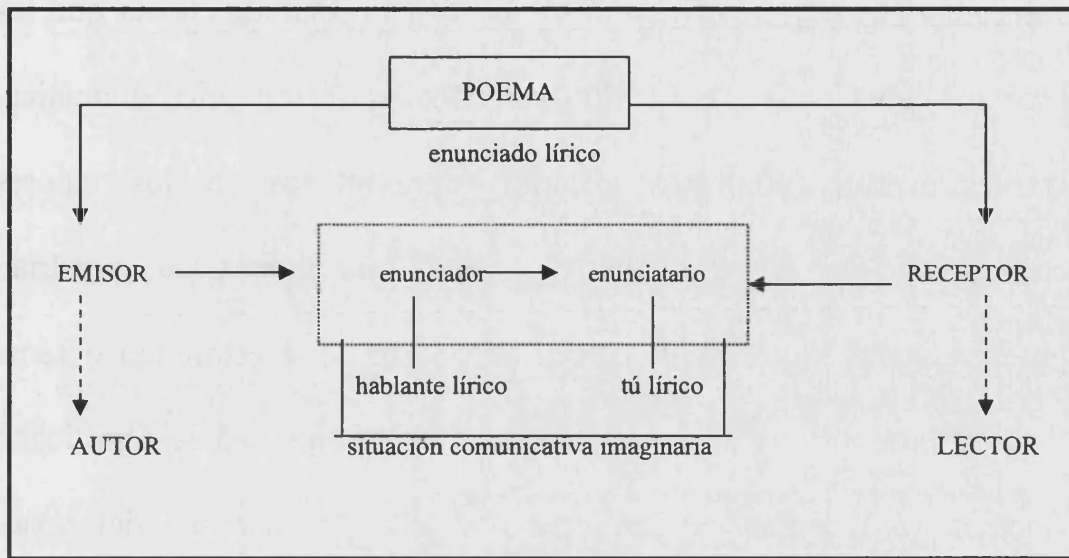 POEMA
enunciado lírico
EMISOR enunciador enunciatario RECEPTOR
hablante lírico tú lírico
AUTOR situación comunicativa imaginaria LECTOR